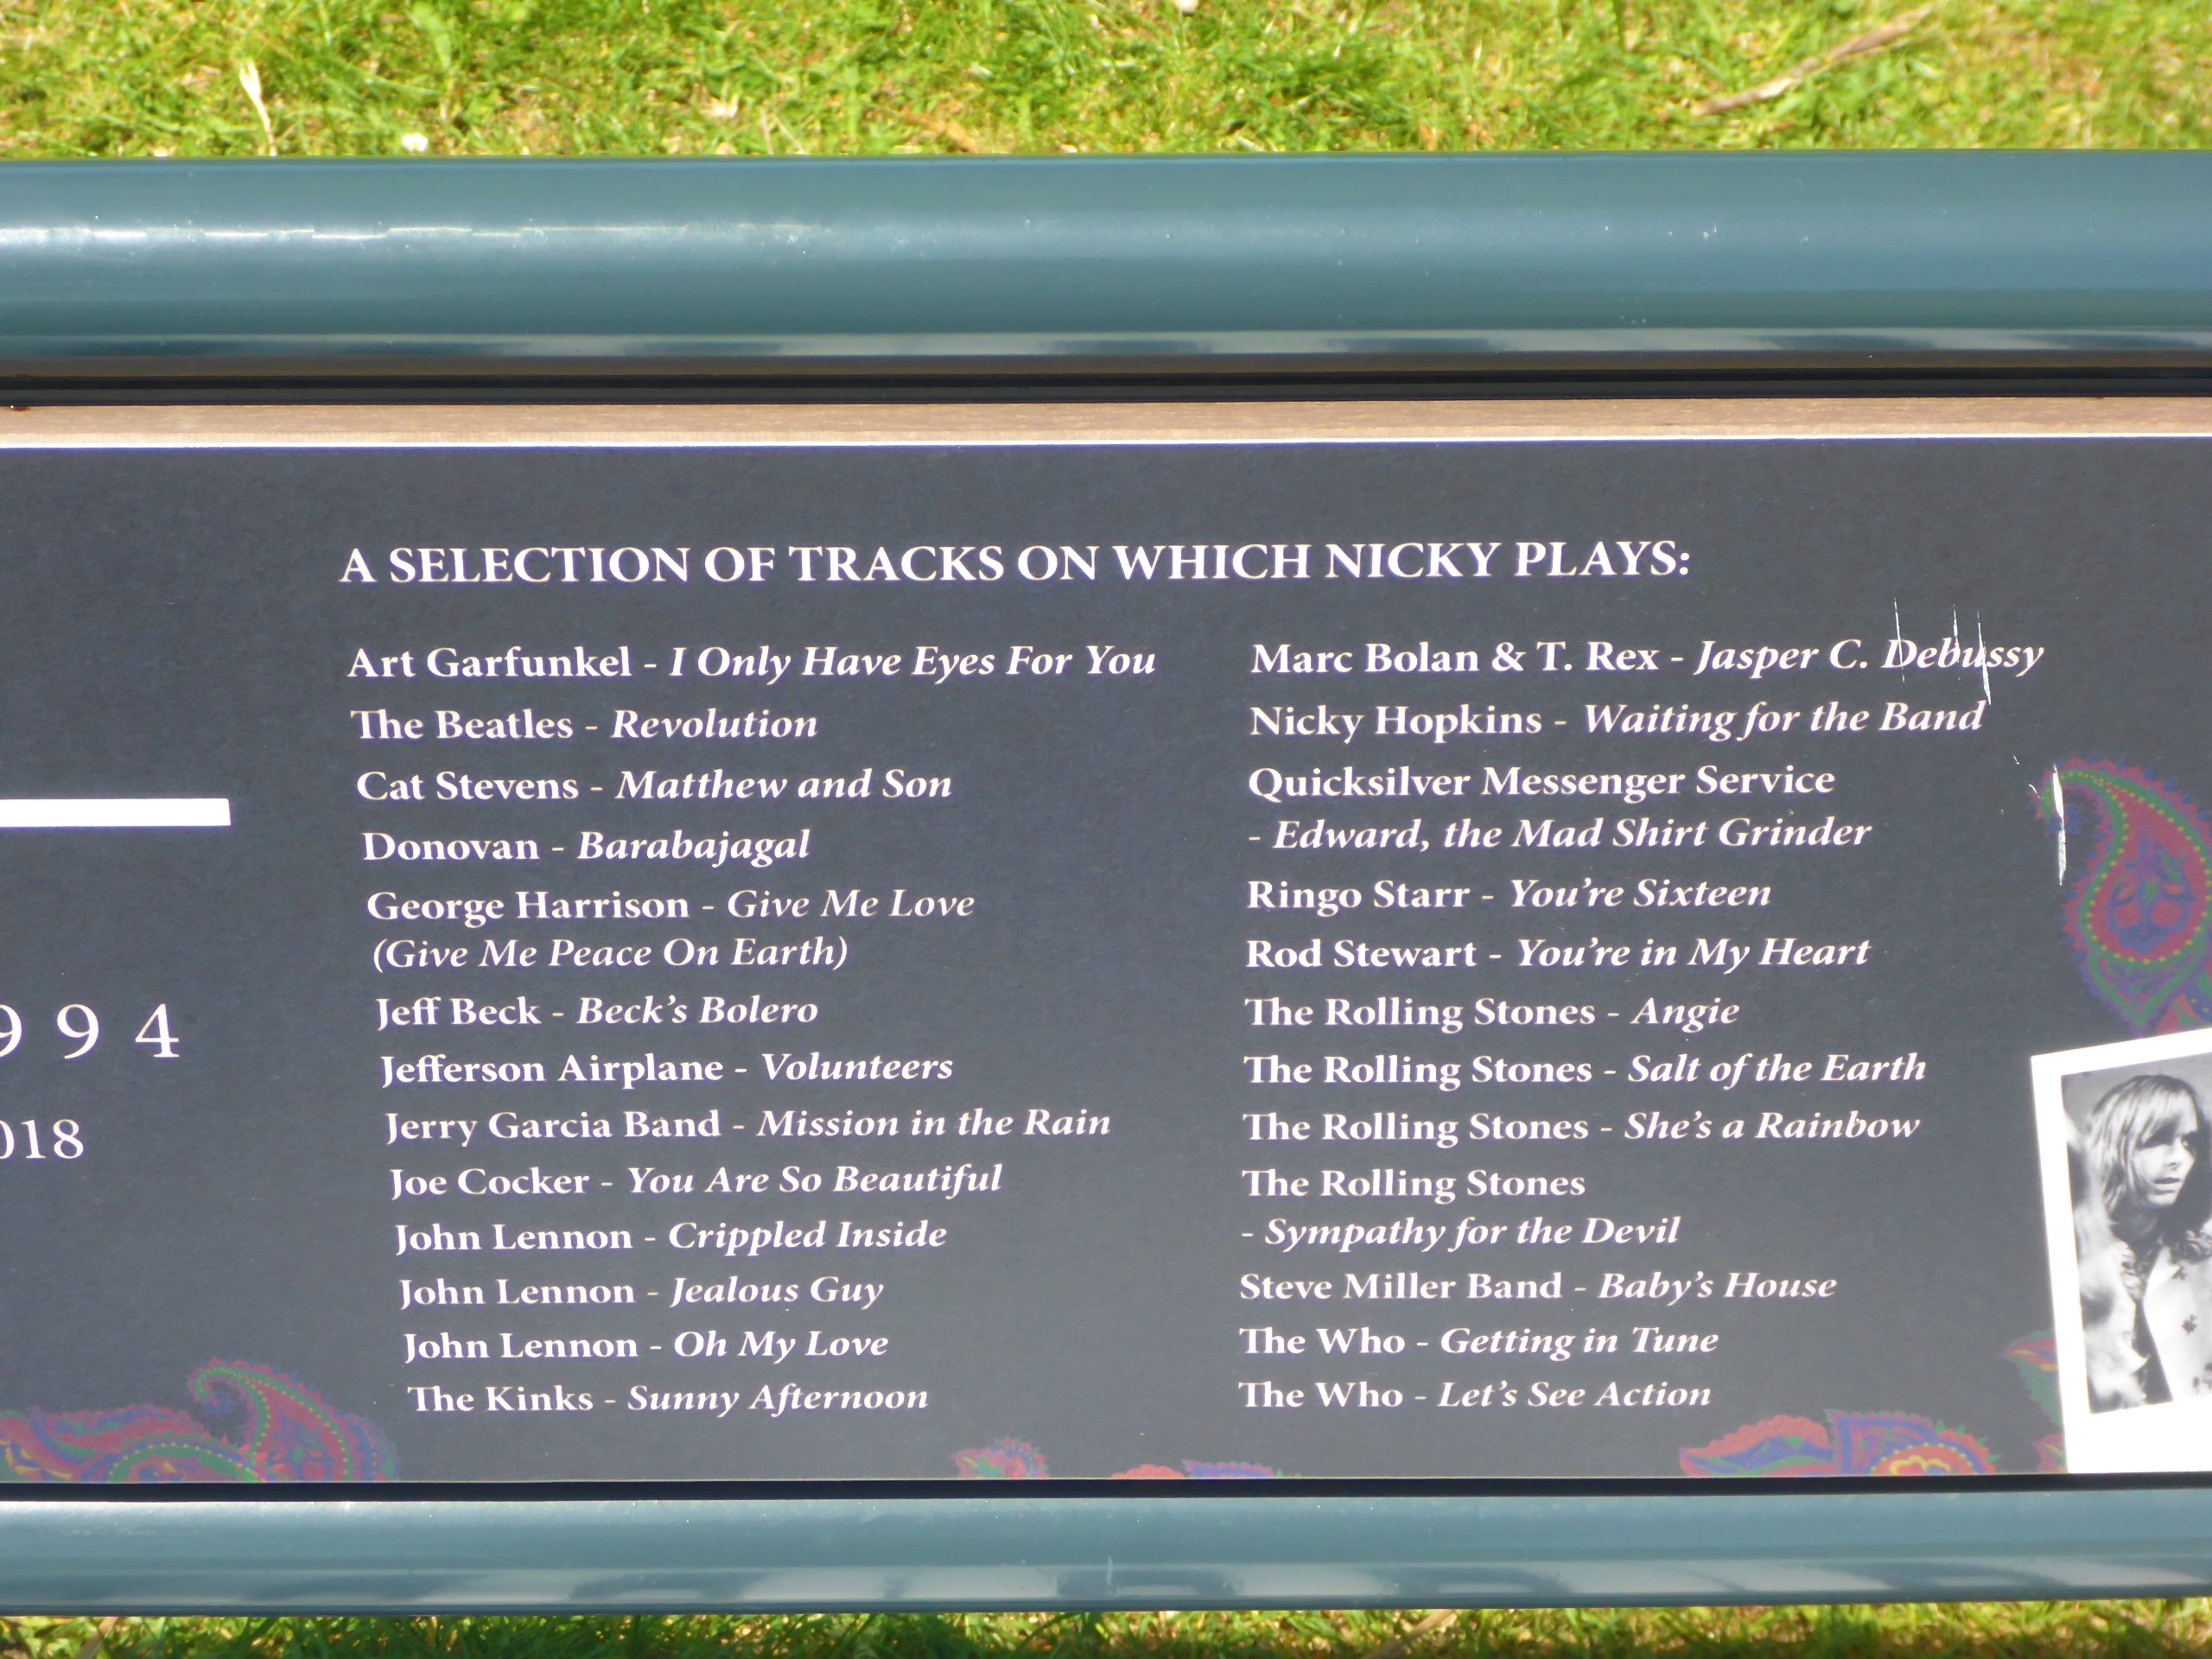 994
018
A SELECTION OF TRACKS ON WHICH NICKY PLAYS:
Art Garfunkel - I Only Have Eyes For You
The Beatles - Revolution
Cat Stevens - Matthew and Son
Donovan - Barabajagal
George Harrison - Give Me Love
(Give Me Peace On Earth)
Jeff Beck - Beck's Bolero
Jefferson Airplane - Volunteers
Jerry Garcia Band - Mission in the Rain
Joe Cocker - You Are So Beautiful
John Lennon - Crippled Inside
John Lennon - Jealous Guy
John Lennon - Oh My Love
The Kinks - Sunny Afternoon
Marc Bolan & T. Rex - Jasper C. Debussy
Nicky Hopkins - Waiting for the Band
Quicksilver Messenger Service
- Edward, the Mad Shirt Grinder
Ringo Starr - You're Sixteen
Rod Stewart - You're in My Heart
The Rolling Stones - Angie
The Rolling Stones - Salt of the Earth
The Rolling Stones - She's a Rainbow
The Rolling Stones
- Sympathy for the Devil
Steve Miller Band - Baby's House
The Who - Getting in Tune
The Who - Let's See Action